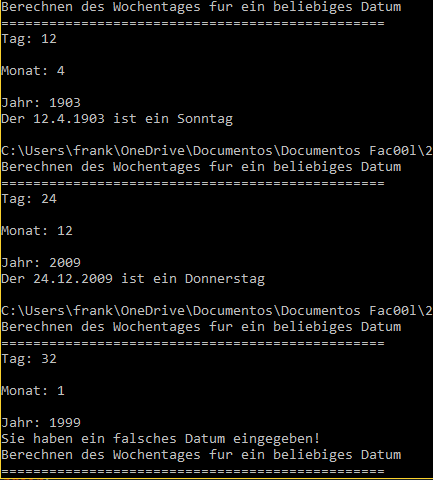 Berechnen des Wochentages fur ein beliebiges Datum
================================================
Tag: 12
Monat: 4
Jahr: 1903
Der 12.4.1903 ist ein Sonntag
C:\Users\frank\OneDrive\Documentos\Documentos Fac00l\2
Berechnen des Wochentages fur ein beliebiges Datum
================================================
Tag: 24
Monat: 12
Jahr: 2009
Der 24.12.2009 ist ein Donnerstag
C:\Users\frank\OneDrive\Documentos\Documentos Fac00l\2
Berechnen des Wochentages fur ein beliebiges Datum
================================================
Tag: 32
Monat: 1
Jahr: 1999
Sie haben ein falsches Datum eingegeben!
Berechnen des Wochentages fur ein beliebiges Datum
================================================